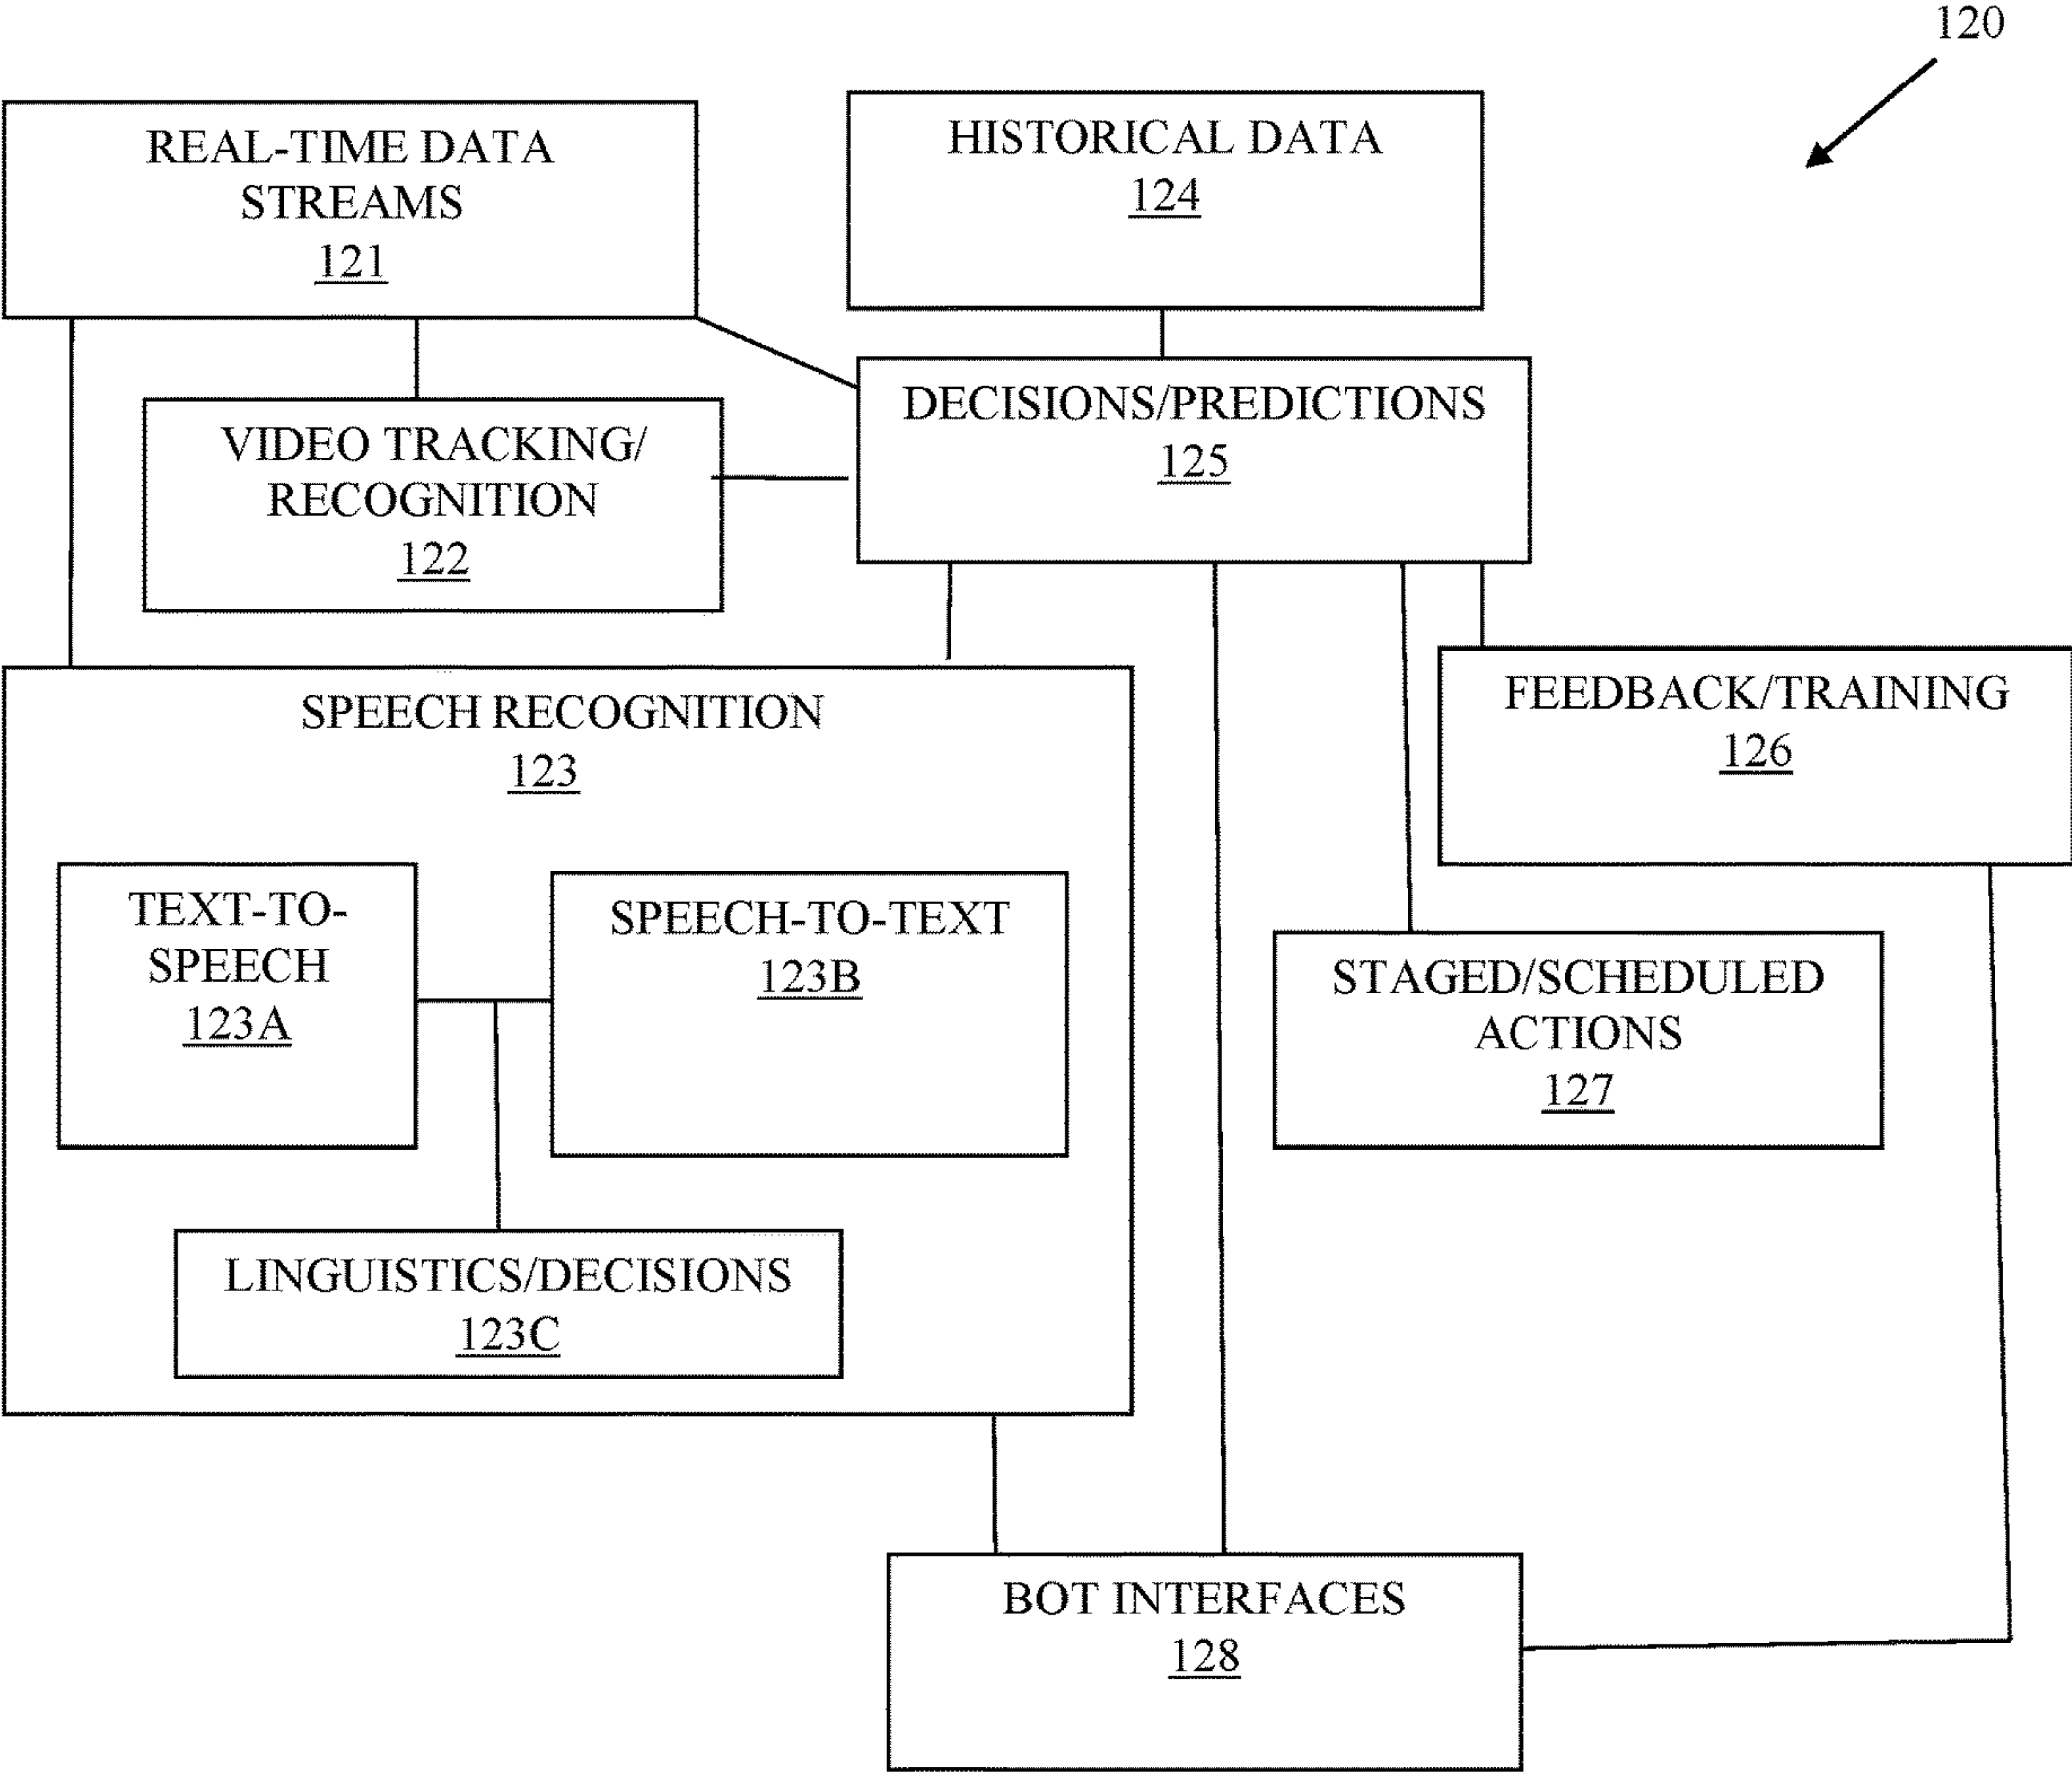 120
REAL-TIME DATA
STREAMS
121
HISTORICAL DATA
124
VIDEO TRACKING/
RECOGNITION
122
DECISIONS/PREDICTIONS
125
SPEECH RECOGNITION
123
TEXT-TO-
SPEECH
123A
SPEECH-TO-TEXT
123B
LINGUISTICS/DECISIONS
123C
FEEDBACK/TRAINING
126
STAGED/SCHEDULED
ACTIONS
127
BOT INTERFACES
128